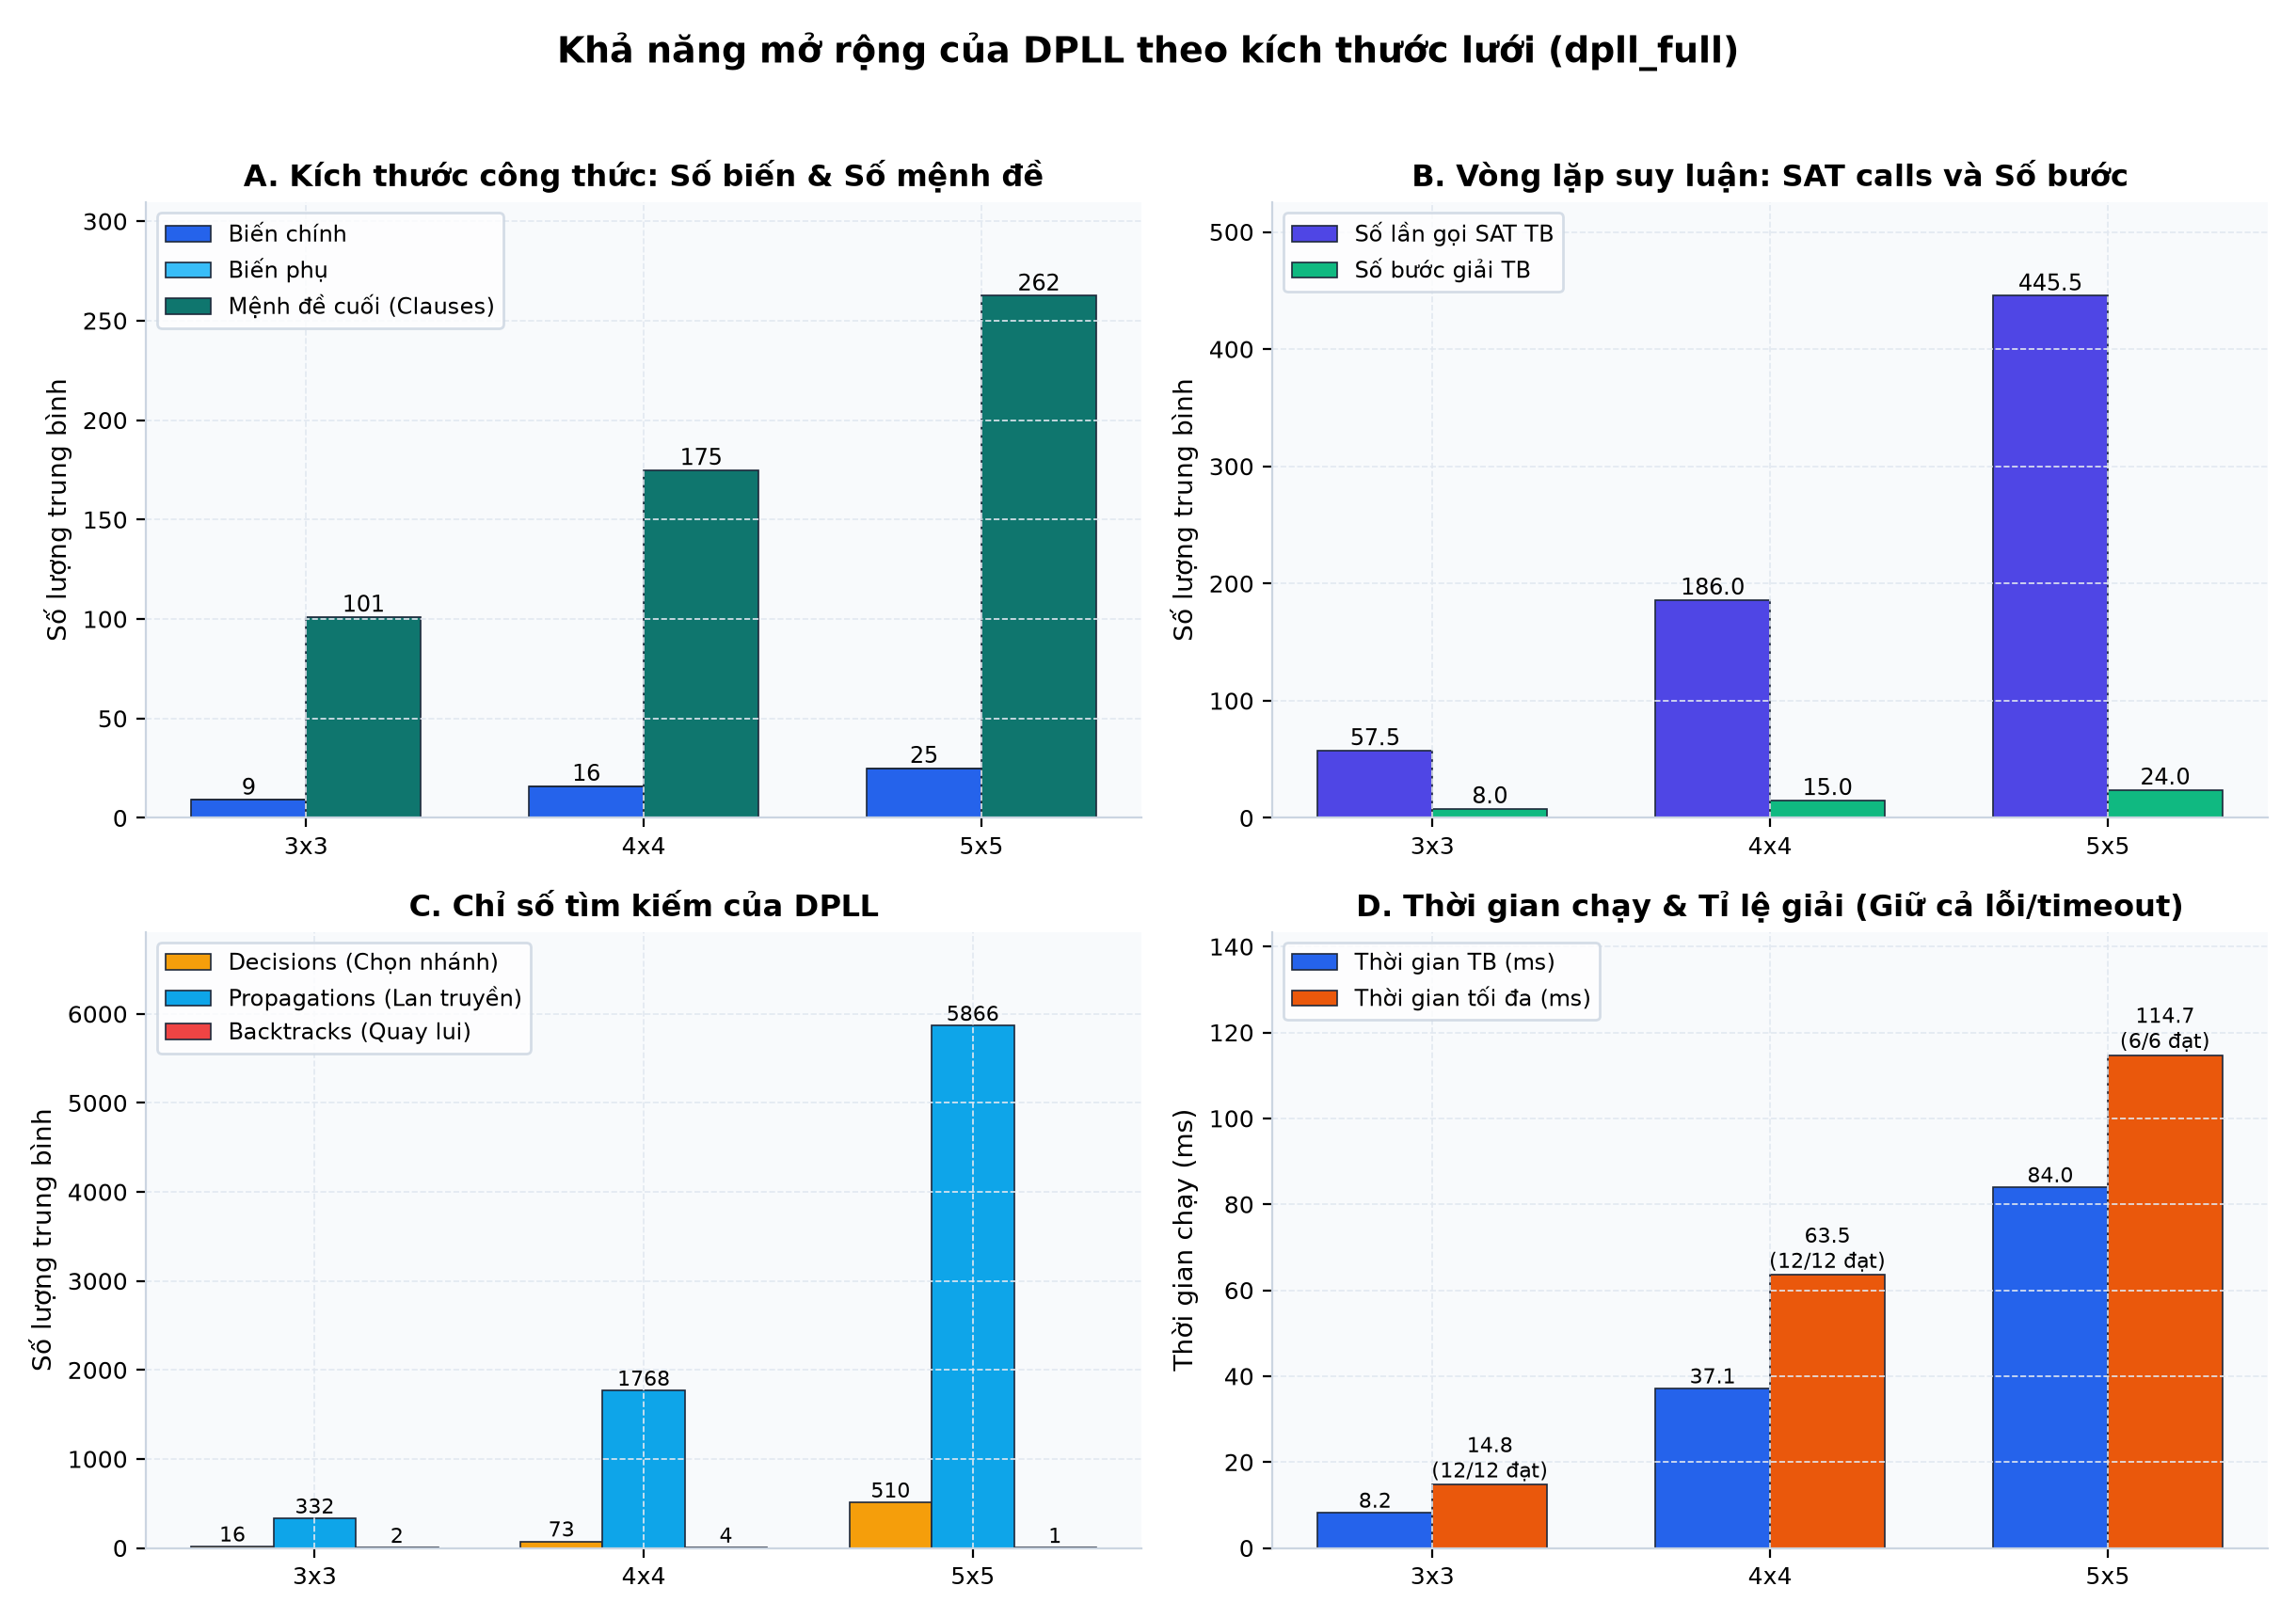 Khả năng mở rộng của DPLL theo kích thước lưới (dpll_full)
A. Kích thước công thức: Số biến & Số mệnh đề
Số lượng trung bình
300
250
200
150
100
50
0
Biến chính
Biến phụ
Mệnh đề cuối (Clauses)
9
101
16
175
25
262
3x3
4x4
5x5
B. Vòng lặp suy luận: SAT calls và Số bước
Số lượng trung bình
500
400
300
200
100
0
Số lần gọi SAT TB
Số bước giải TB
57.5
8.0
186.0
15.0
445.5
24.0
3x3
4x4
5x5
C. Chỉ số tìm kiếm của DPLL
Số lượng trung bình
6000
5000
4000
3000
2000
1000
0
Decisions (Chọn nhánh)
Propagations (Lan truyền)
Backtracks (Quay lui)
16
332
2
73
1768
4
510
5866
1
3x3
4x4
5x5
D. Thời gian chạy & Tỉ lệ giải (Giữ cả lỗi/timeout)
Thời gian chạy (ms)
140
120
100
80
60
40
20
0
Thời gian TB (ms)
Thời gian tối đa (ms)
8.2
14.8
(12/12 đạt)
37.1
63.5
(12/12 đạt)
84.0
114.7
(6/6 đạt)
3x3
4x4
5x5